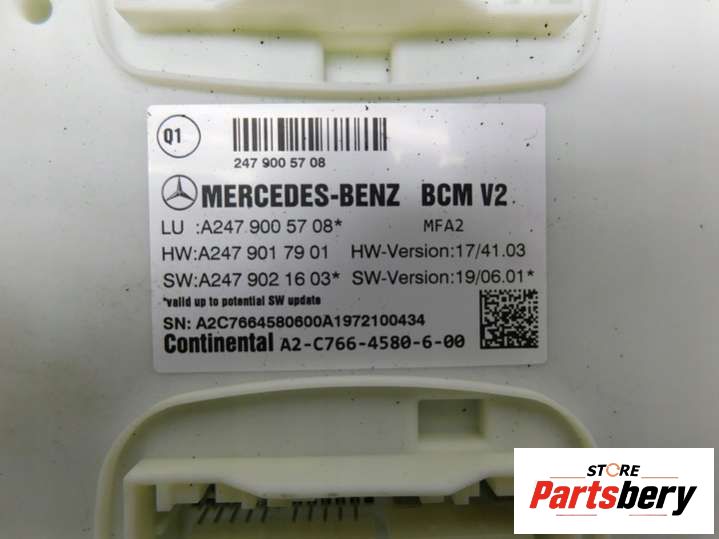 Q1
247 900 57 08
MERCEDES-BENZ BCM V2
LU :A247 900 57 08* MFA2
HW:A247 901 79 01 HW-Version:17/41.03
SW:A247 902 16 03* SW-Version:19/06.01*
*valid up to potential SW update
SN: A2C7664580600A1972100434
Continental A2-C766-4580-6-00
STORE
Partsbery